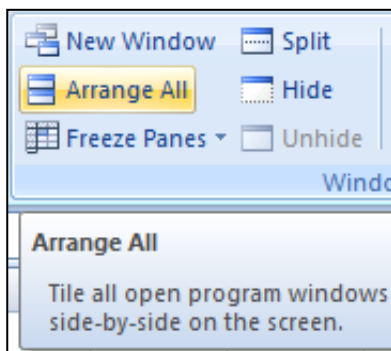 New Window Split
Arrange All Hide
Freeze Panes Unhide
Windo
Arrange All
Tile all open program windows
side-by-side on the screen.